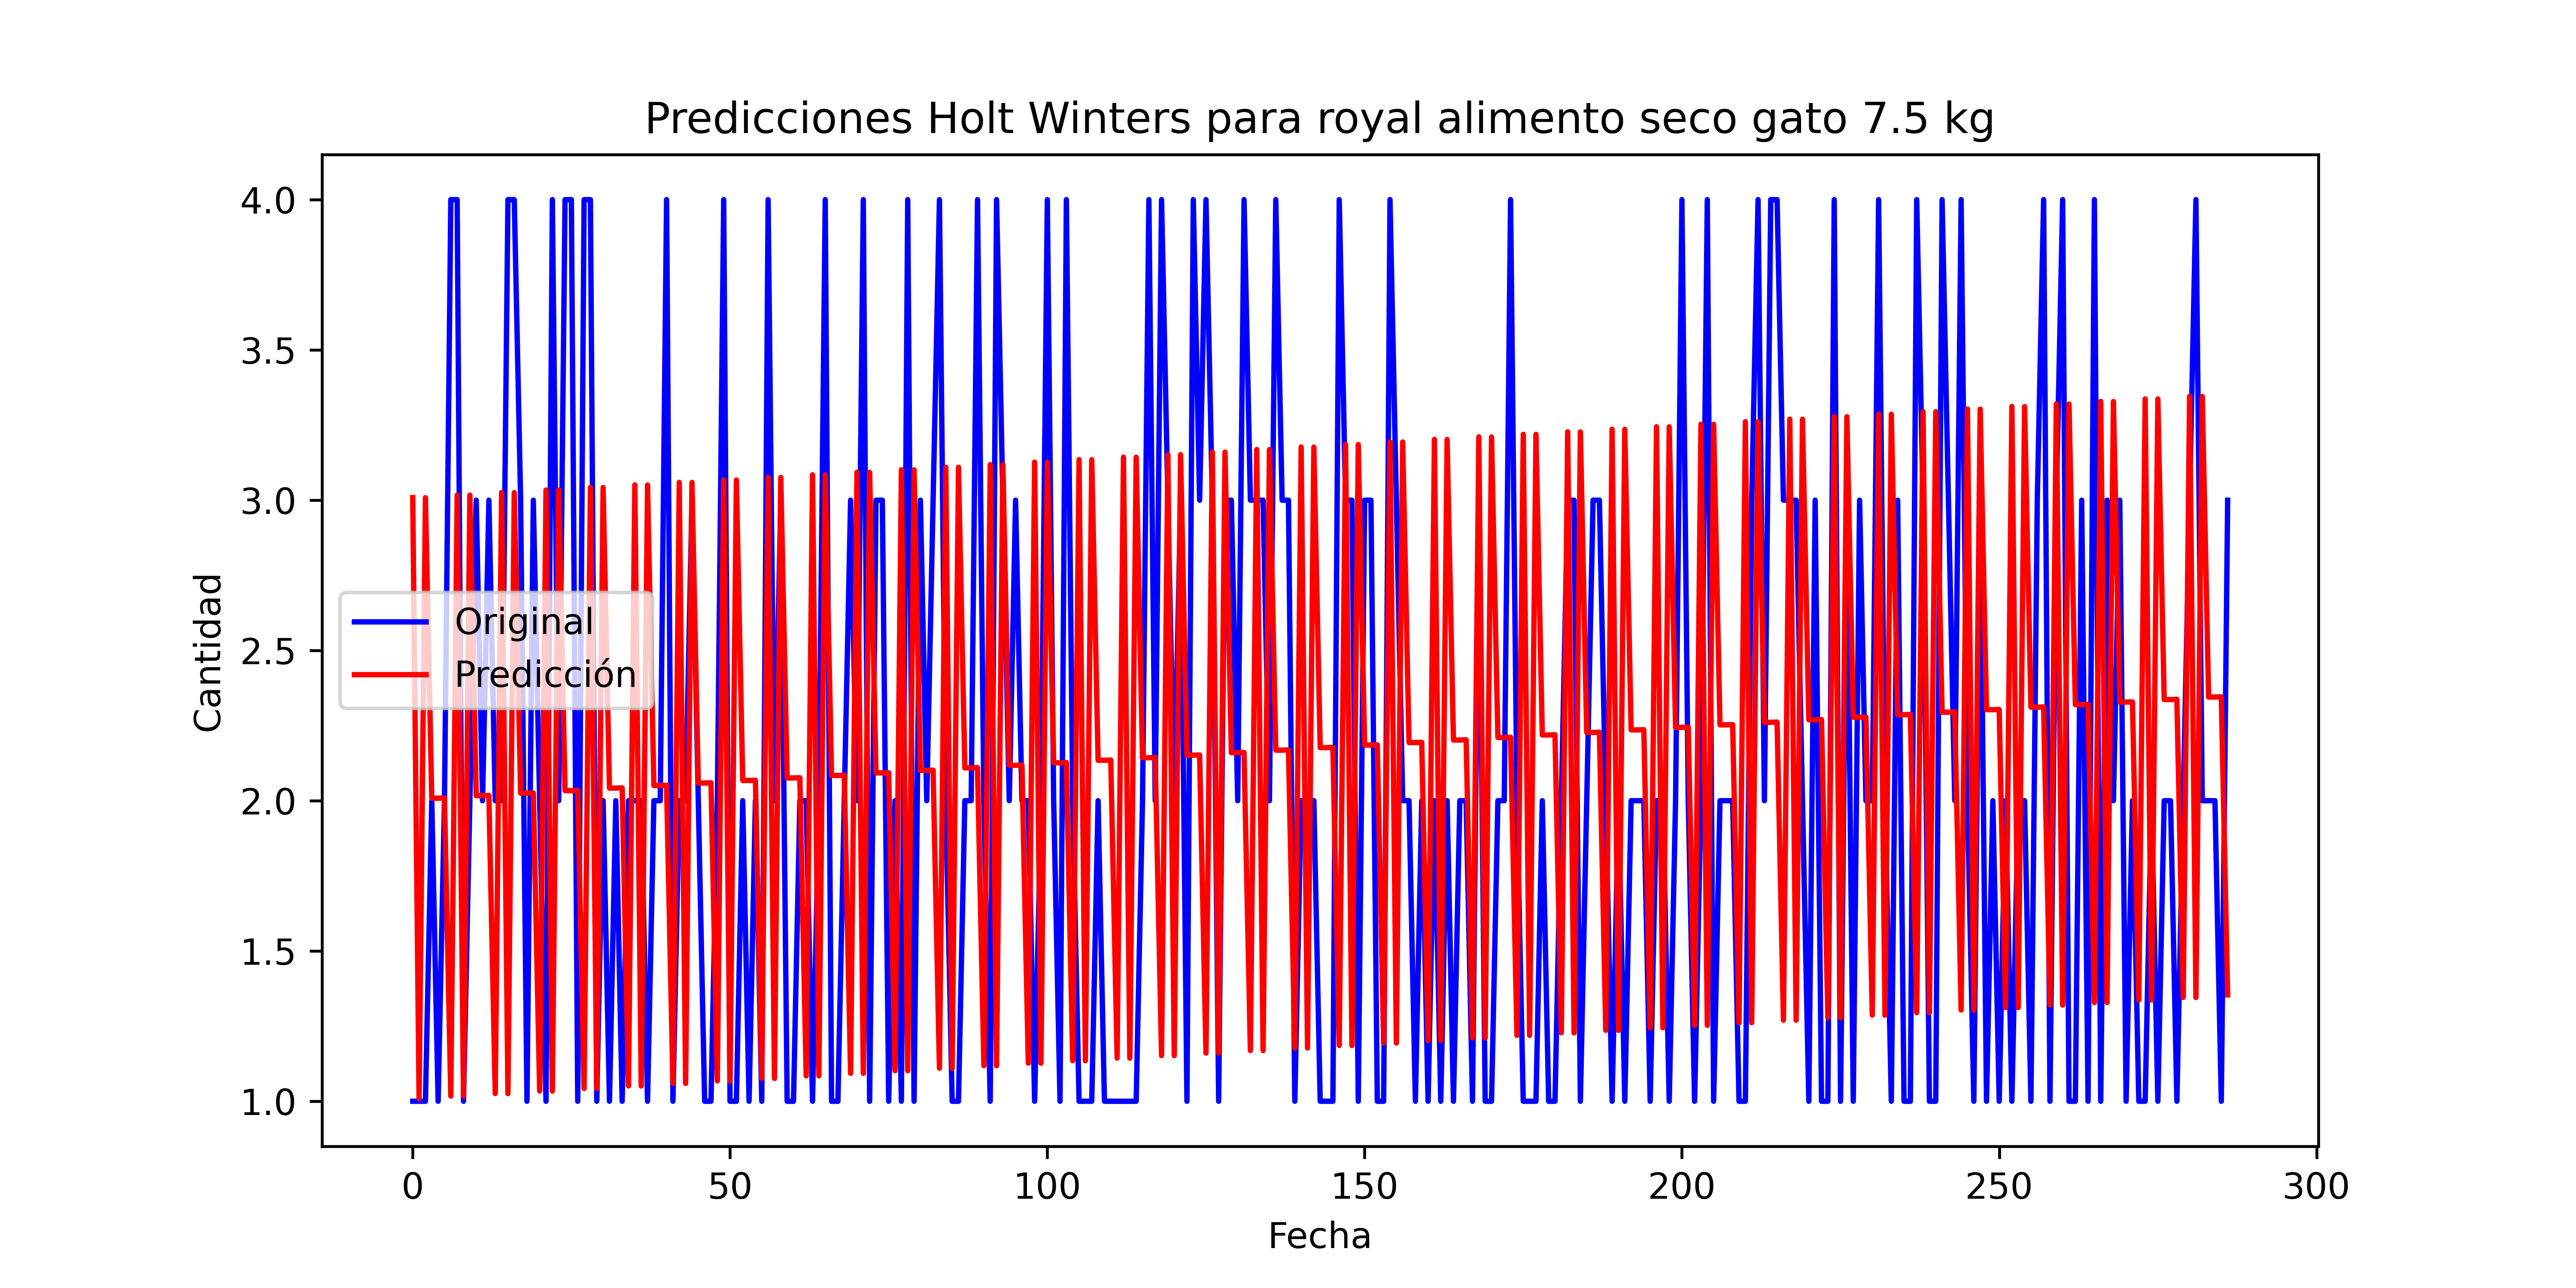 Predicciones Holt Winters para royal alimento seco gato 7.5 kg
4.0
3.5
3.0
2.5
2.0
1.5
1.0
Cantidad
Original
Predicción
0 50 100 150 200 250 300
Fecha